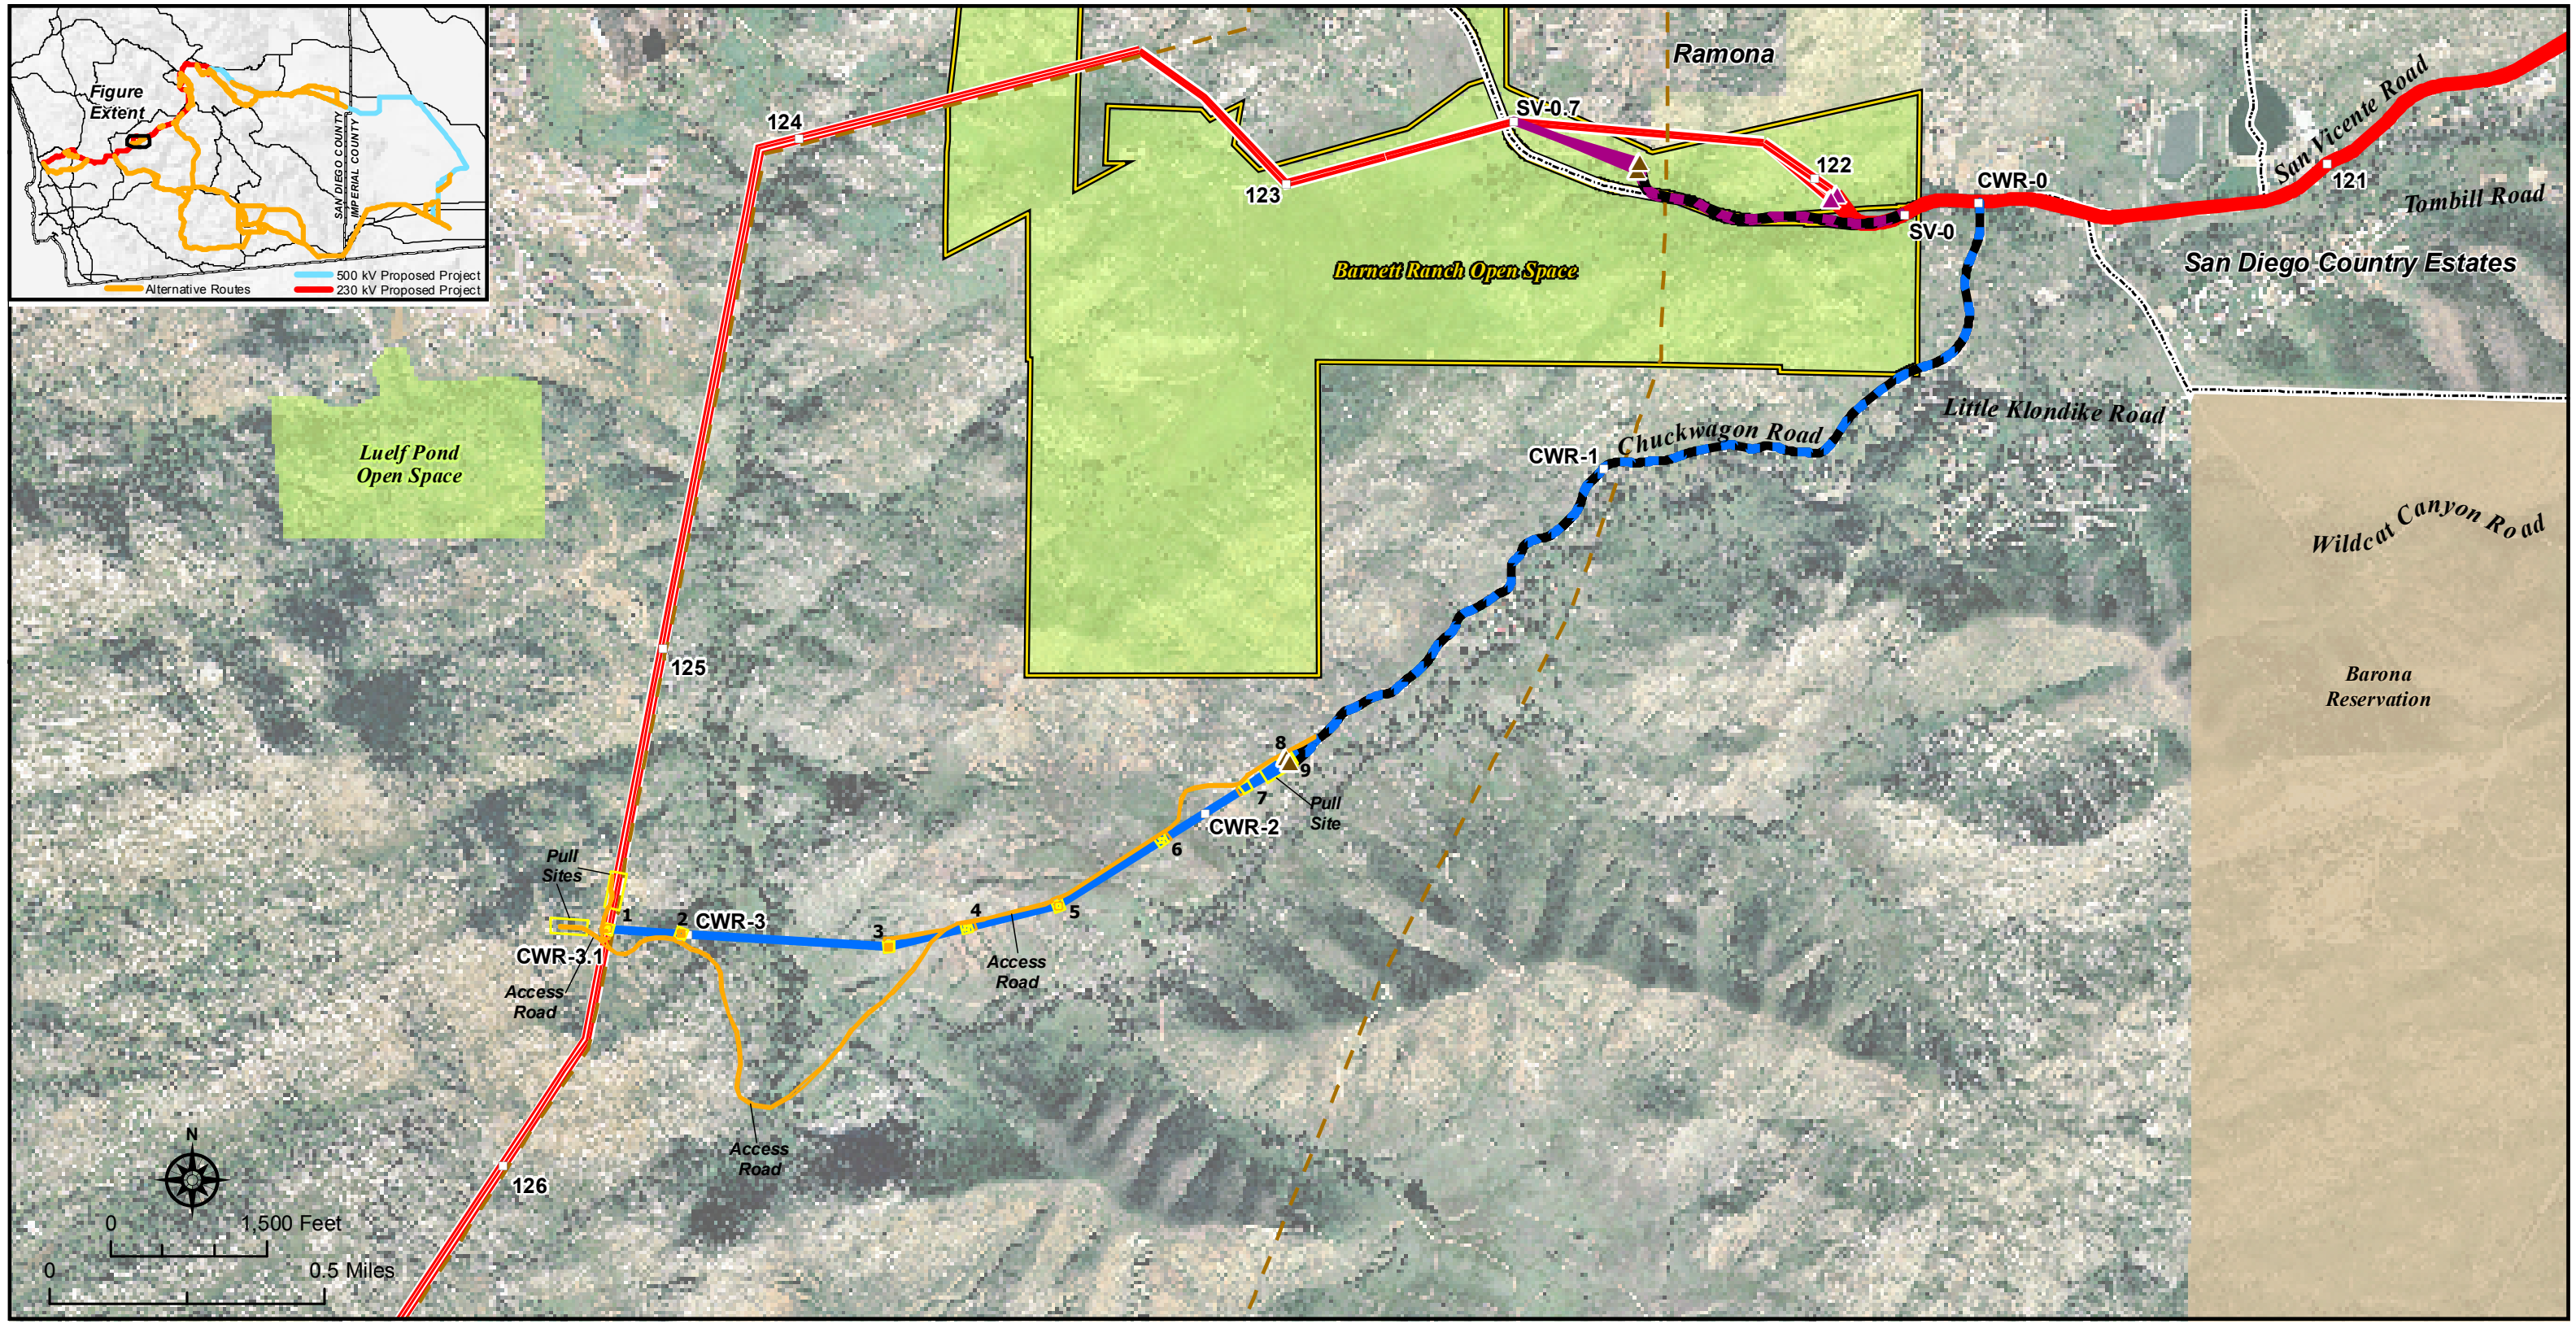 Figure
Extent
SAN DIEGO COUNTY
IMPERIAL COUNTY
500 kV Proposed Project
Alternative Routes
230 kV Proposed Project
Ramona
SV-0.7
124
123
122
CWR-0
SV-0
San Vicente Road
121
Tombill Road
San Diego Country Estates
Barnett Ranch Open Space
Luelf Pond
Open Space
Little Klondike Road
Chuckwagon Road
CWR-1
Wildcat Canyon Road
Barona
Reservation
125
8
9
7
Pull
Site
CWR-2
6
Pull
Sites
1
2
CWR-3
3
4
5
CWR-3.1
Access
Road
Access
Road
Access
Road
126
N
0
1,500 Feet
0
0.5 Miles